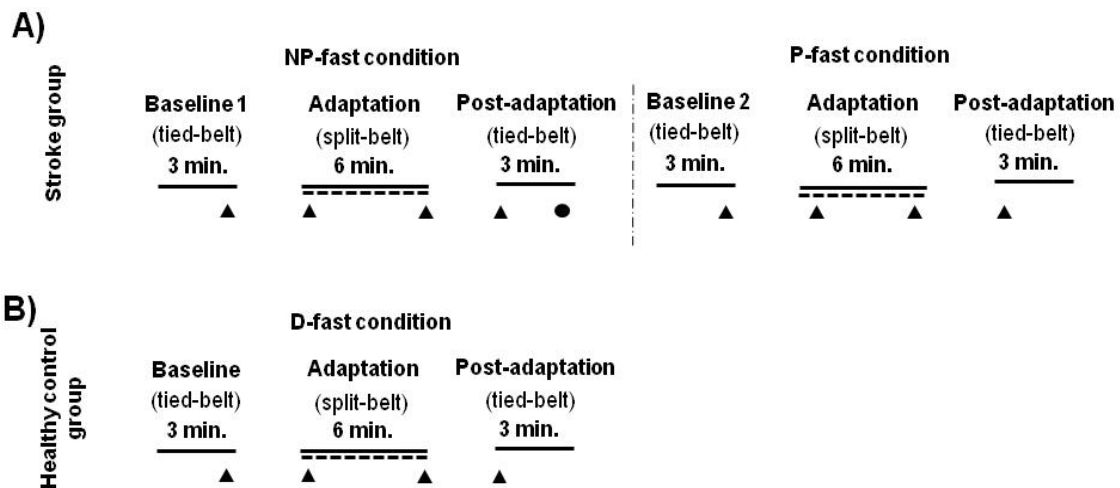 A)
Stroke group
NP-fast condition
Baseline 1
(tied-belt)
3 min.
Adaptation
(split-belt)
6 min.
Post-adaptation
(tied-belt)
3 min.
P-fast condition
Baseline 2
(tied-belt)
3 min.
Adaptation
(split-belt)
6 min.
Post-adaptation
(tied-belt)
3 min.
B)
Healthy control
group
D-fast condition
Baseline
(tied-belt)
3 min.
Adaptation
(split-belt)
6 min.
Post-adaptation
(tied-belt)
3 min.